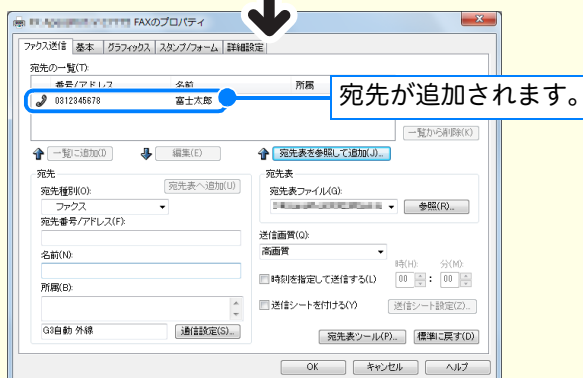 FAXのプロパティ
ファクス送信 基本 グラフィックス スタンプ/フォーム 詳細設定
宛先の一覧(T):
番号/アドレス 名前 所属
0312345678 富士太郎
宛先が追加されます。
一覧から削除(K)
一覧に追加(I) 編集(E) 宛先表を参照して追加(J)...
宛先
宛先種別(O): 宛先表へ追加(U)
ファクス
宛先番号/アドレス(F):
名前(N):
所属(B):
G3自動 外線 通信設定(S)...
宛先表
宛先表ファイル(G):
参照(R)...
送信画質(Q):
高画質
時(H): 分(M):
時刻を指定して送信する(L) 00 : 00
送信シートを付ける(Y) 送信シート設定(Z)...
宛先表ツール(P)... 標準に戻す(D)
OK キャンセル ヘルプ